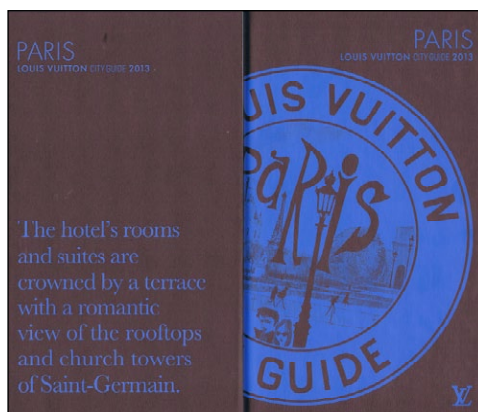 PARIS
LOUIS VUITTON CITY GUIDE 2013
The hotel's rooms
and suites are
crowned by a terrace
with a romantic
view of the rooftops
and church towers
of Saint-Germain.
PARIS
LOUIS VUITTON CITY GUIDE 2013
UIS VUITTON
PARIS
GUIDE
LV